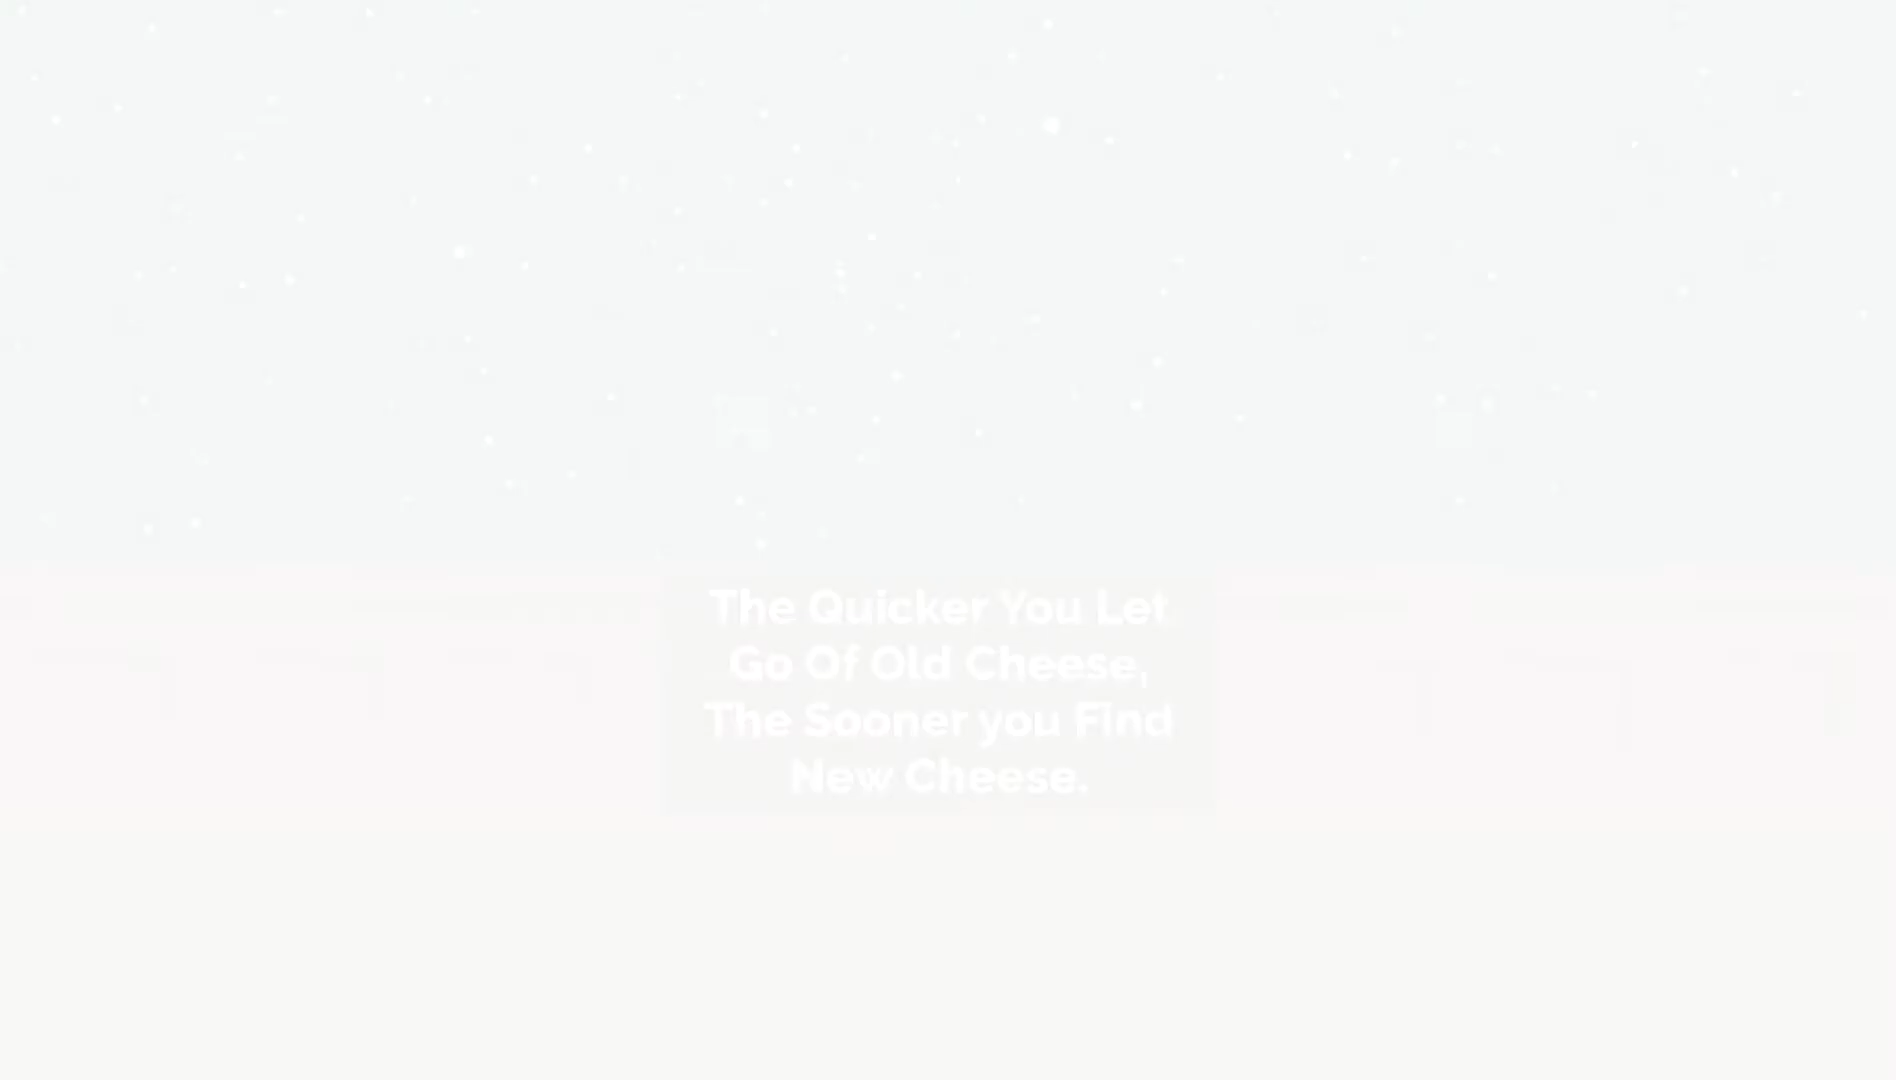 The Quicker You Let
Go Of Old Cheese,
The Sooner you Find
New Cheese.